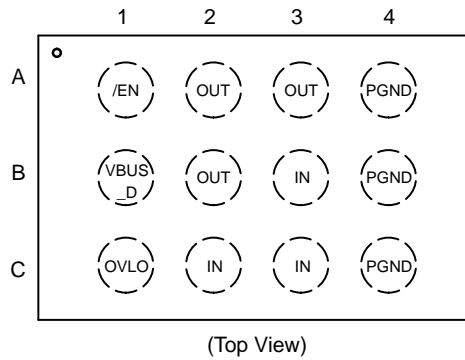 1 2 3 4
A /EN OUT OUT PGND
B VBUS_D OUT IN PGND
C OVLO IN IN PGND
(Top View)